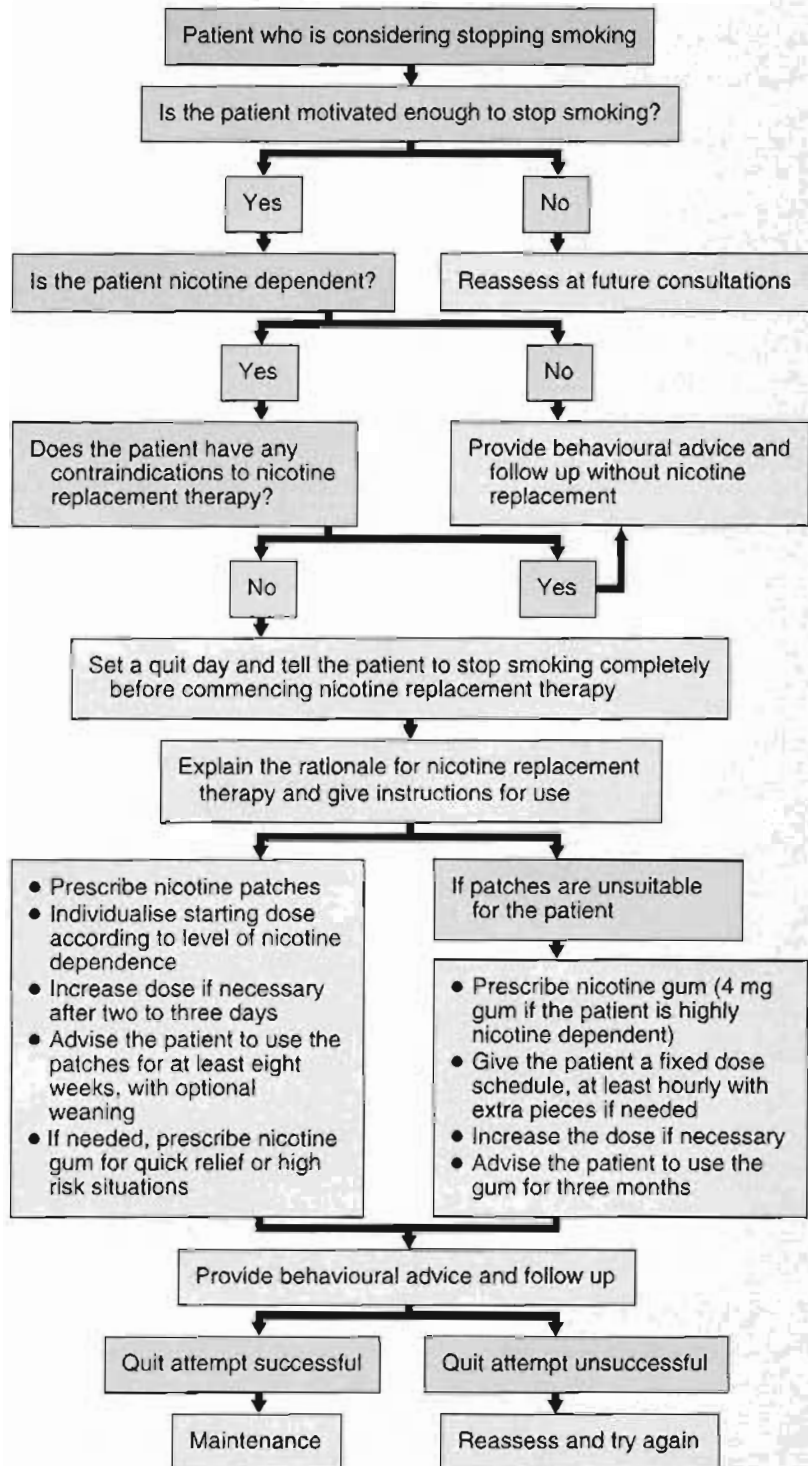 Patient who is considering stopping smoking
Is the patient motivated enough to stop smoking?
Yes
No
Is the patient nicotine dependent?
Reassess at future consultations
Yes
No
Does the patient have any
contraindications to nicotine
replacement therapy?
Provide behavioural advice and
follow up without nicotine
replacement
No
Yes
Set a quit day and tell the patient to stop smoking completely
before commencing nicotine replacement therapy
Explain the rationale for nicotine replacement
therapy and give instructions for use
• Prescribe nicotine patches
• Individualise starting dose
according to level of nicotine
dependence
• Increase dose if necessary
after two to three days
• Advise the patient to use the
patches for at least eight
weeks, with optional
weaning
• If needed, prescribe nicotine
gum for quick relief or high
risk situations
If patches are unsuitable
for the patient
• Prescribe nicotine gum (4 mg
gum if the patient is highly
nicotine dependent)
• Give the patient a fixed dose
schedule, at least hourly with
extra pieces if needed
• Increase the dose if necessary
• Advise the patient to use the
gum for three months
Provide behavioural advice and follow up
Quit attempt successful
Quit attempt unsuccessful
Maintenance
Reassess and try again